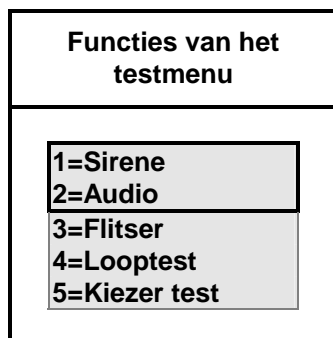 Functies van het
testmenu
1=Sirene
2=Audio
3=Flitser
4=Looptest
5=Kiezer test